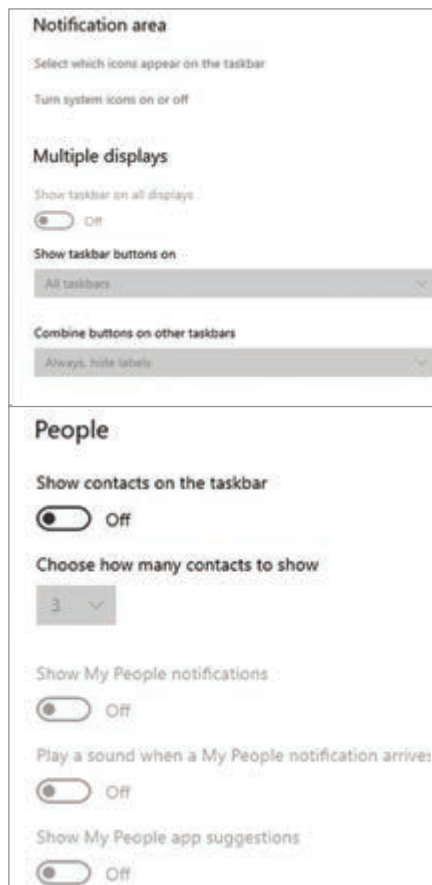 Notification area
Select which icons appear on the taskbar
Turn system icons on or off
Multiple displays
Show taskbar on all displays
Off
Show taskbar buttons on
All taskbars
Combine buttons on other taskbars
Always, hide labels
People
Show contacts on the taskbar
Off
Choose how many contacts to show
3
Show My People notifications
Off
Play a sound when a My People notification arrives
Off
Show My People app suggestions
Off